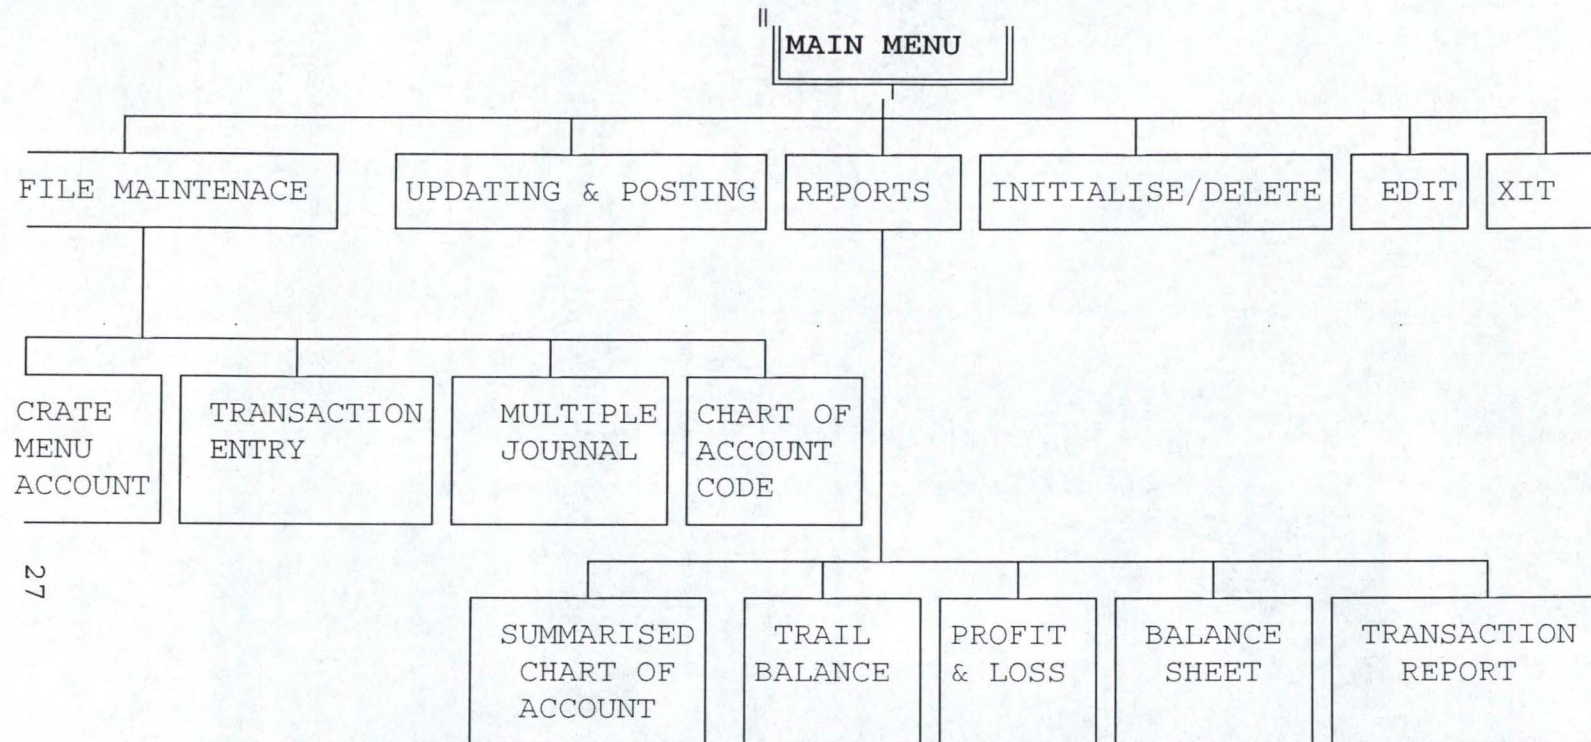 MAIN MENU
FILE MAINTENACE
UPDATING & POSTING
REPORTS
INITIALISE/DELETE
EDIT
XIT
CRATE
MENU
ACCOUNT
TRANSACTION
ENTRY
MULTIPLE
JOURNAL
CHART OF
ACCOUNT
CODE
27
SUMMARISED
CHART OF
ACCOUNT
TRAIL
BALANCE
PROFIT
& LOSS
BALANCE
SHEET
TRANSACTION
REPORT